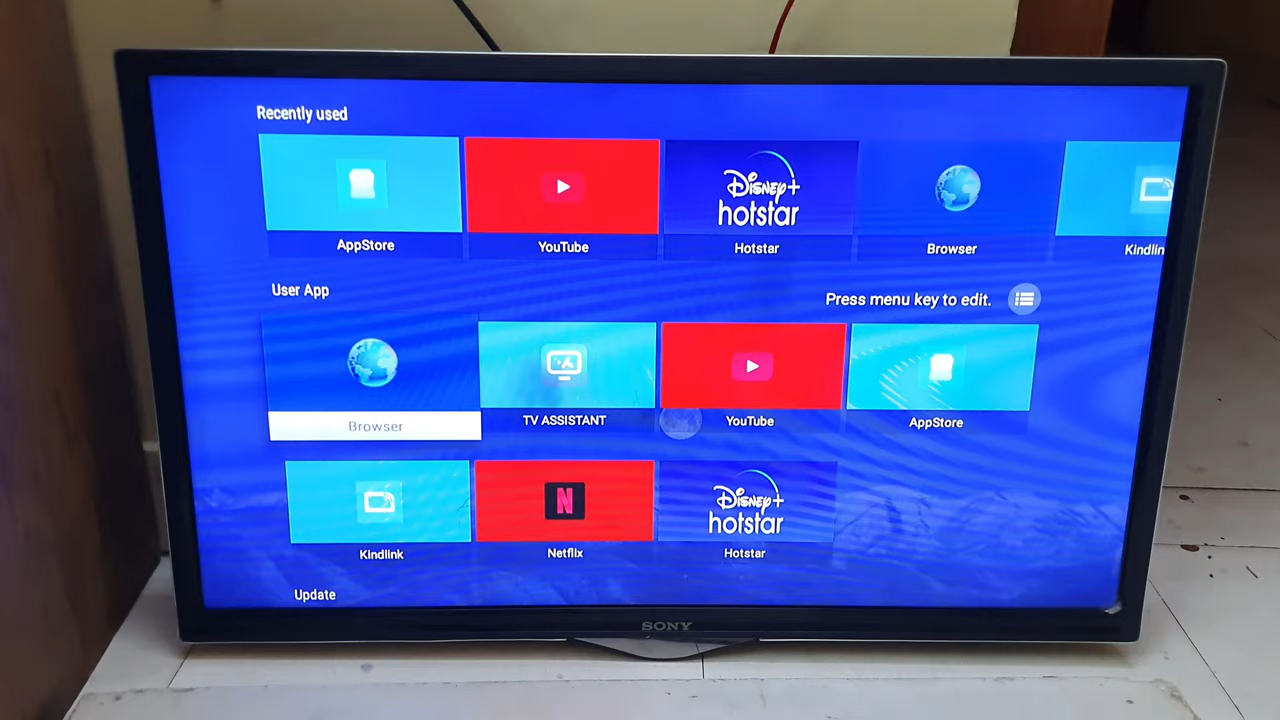 Recently used
Disney+
hotstar
AppStore
YouTube
Hotstar
Browser
Kindlin
User App
Press menu key to edit.
Browser
TV ASSISTANT
YouTube
AppStore
N
Disney+
hotstar
Kindlink
Netflix
Hotstar
Update
SONY